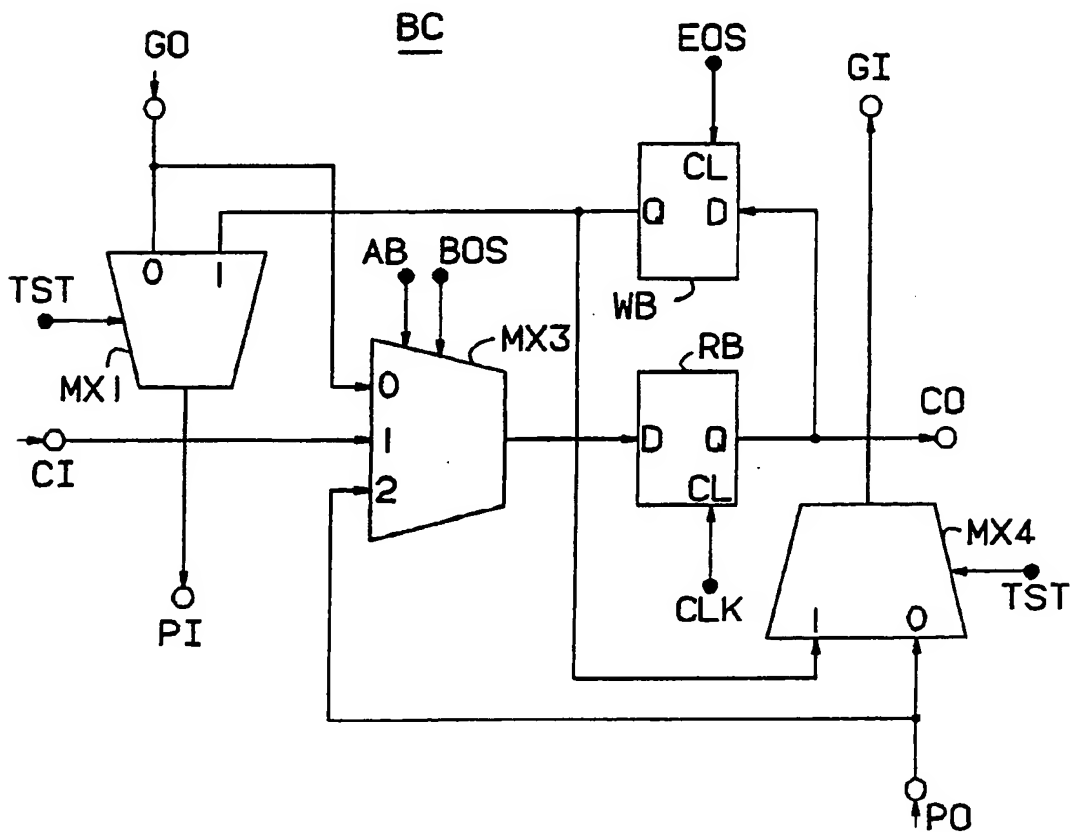 BC
GO
EOS
GI
CL
Q D
WB
0 1
TST
MX1
AB BOS
MX3
RB
0
1
2
CI
D Q
CL
CO
CLK
MX4
TST
1 0
PI
PO